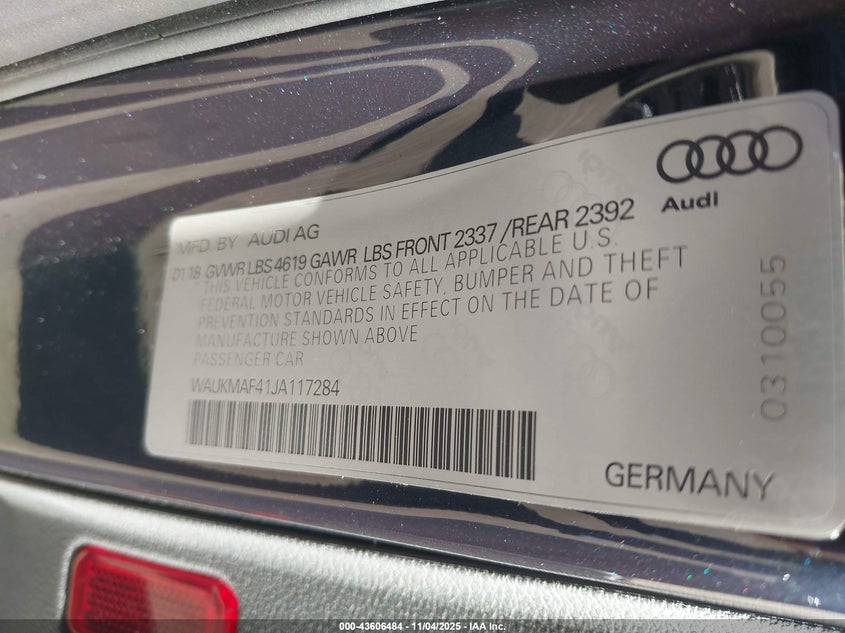 Audi
MFD. BY AUDI AG
01.18 GVWR LBS 4619 GAWR LBS FRONT 2337 /REAR 2392
THIS VEHICLE CONFORMS TO ALL APPLICABLE U.S.
FEDERAL MOTOR VEHICLE SAFETY, BUMPER AND THEFT
PREVENTION STANDARDS IN EFFECT ON THE DATE OF
MANUFACTURE SHOWN ABOVE
PASSENGER CAR
WAUKMAF41JA117284
0310055
GERMANY
000-43606484 - 11/04/2025 - IAA Inc.